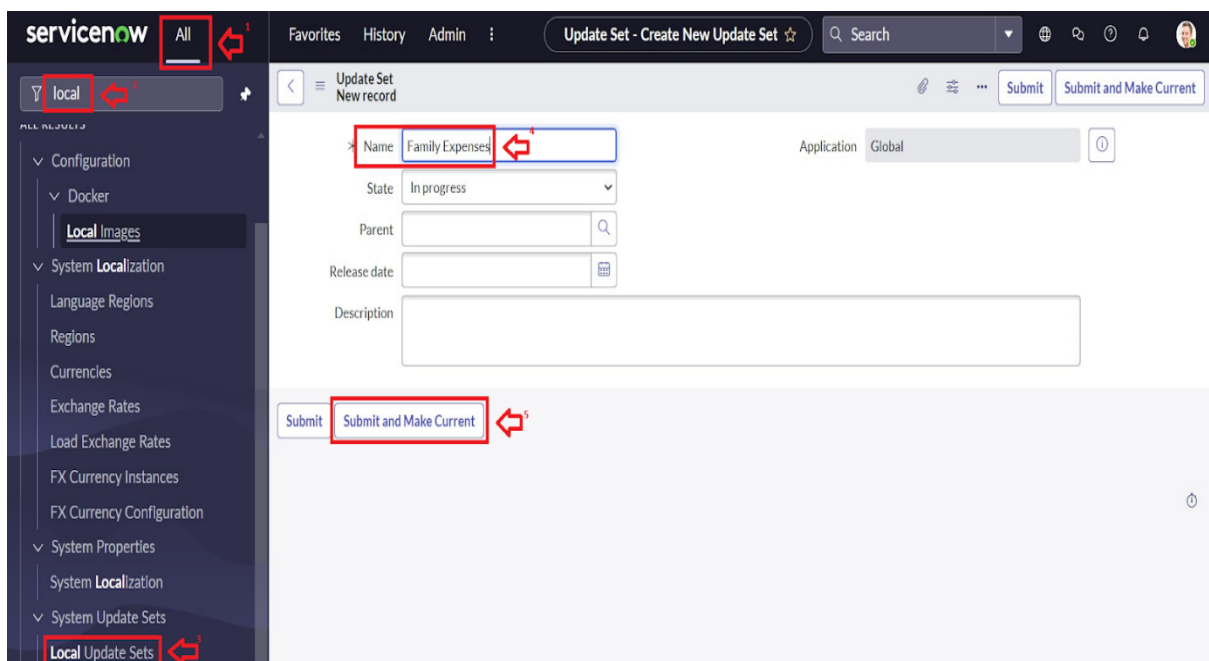 servicenow All 1 Favorites History Admin Update Set - Create New Update Set Search
local 2
ALL RESULTS
Configuration
Docker
Local Images
System Localization
Language Regions
Regions
Currencies
Exchange Rates
Load Exchange Rates
FX Currency Instances
FX Currency Configuration
System Properties
System Localization
System Update Sets
Local Update Sets 3
Update Set
New record
Submit Submit and Make Current
* Name Family Expenses 4
Application Global
State In progress
Parent
Release date
Description
Submit Submit and Make Current 5